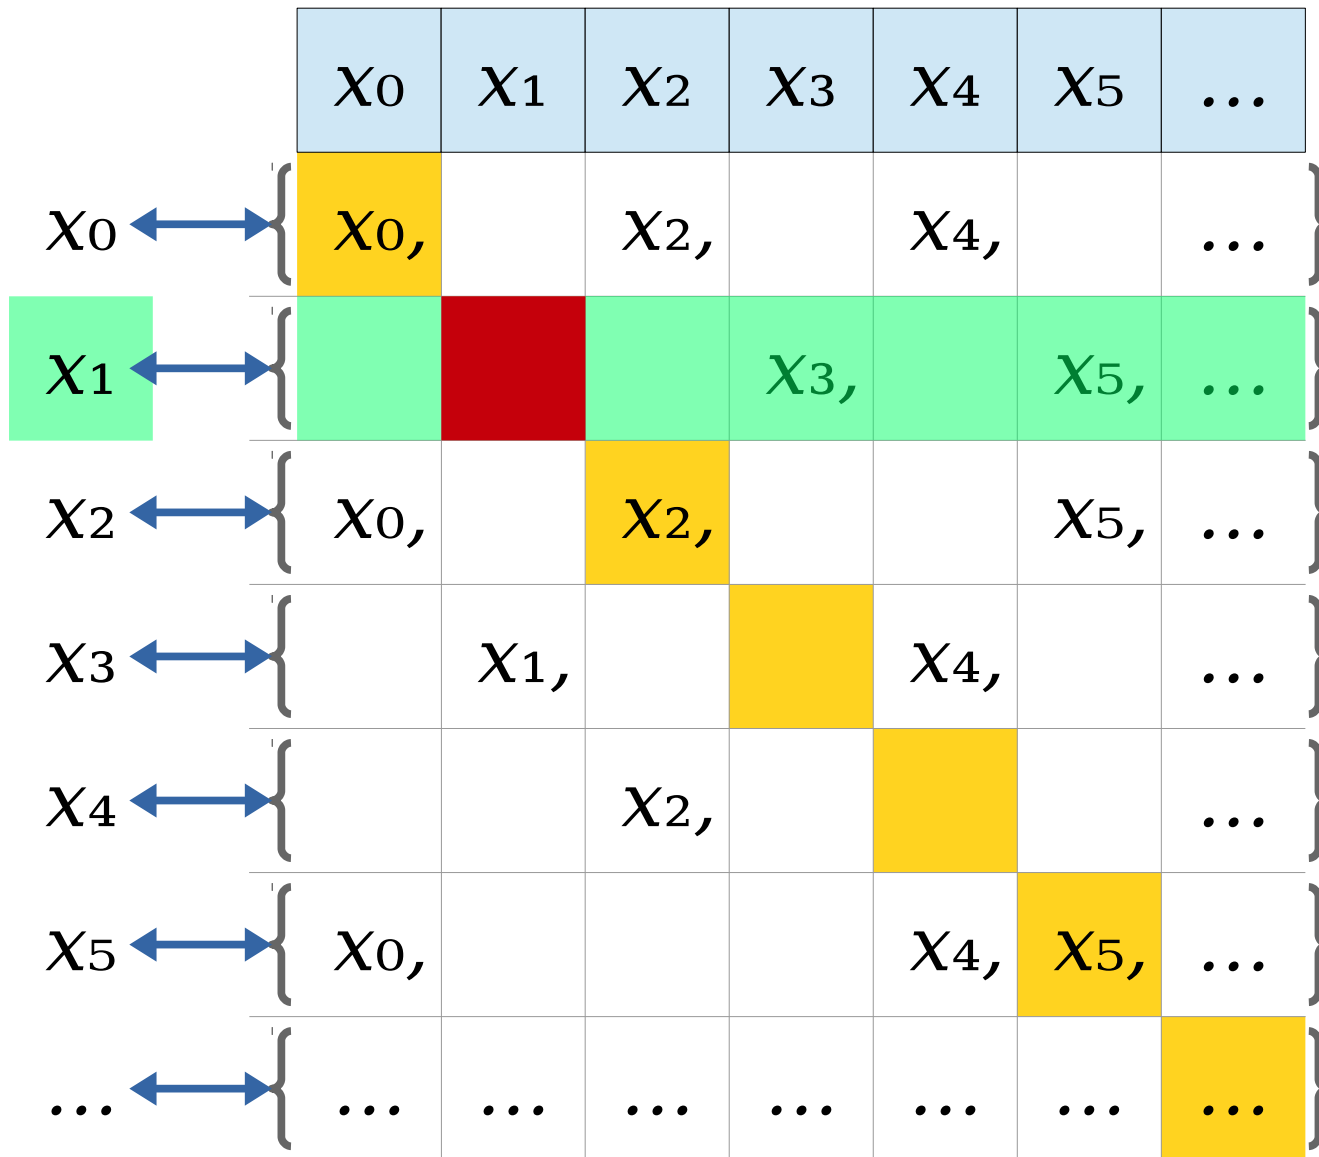 x₀ x₁ x₂ x₃ x₄ x₅ ...
x₀ { x₀, x₂, x₄, ... }
x₁ { x₃, x₅, ... }
x₂ { x₀, x₂, x₅, ... }
x₃ { x₁, x₄, ... }
x₄ { x₂, ... }
x₅ { x₀, x₄, x₅, ... }
... { ... ... ... ... ... ... ... }